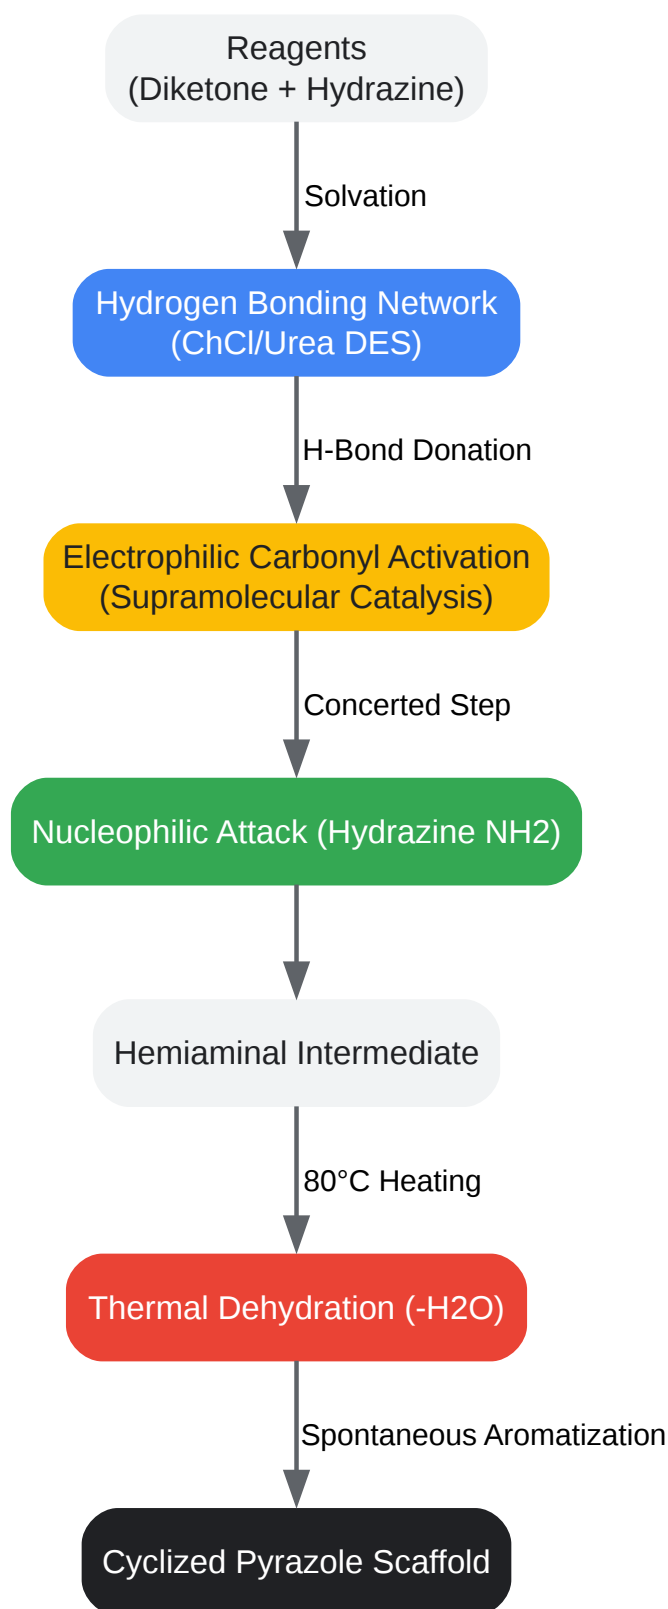 Reagents
(Diketone + Hydrazine)
Solvation
Hydrogen Bonding Network
(ChCl/Urea DES)
H-Bond Donation
Electrophilic Carbonyl Activation
(Supramolecular Catalysis)
Concerted Step
Nucleophilic Attack (Hydrazine NH2)
Hemiaminal Intermediate
80°C Heating
Thermal Dehydration (-H2O)
Spontaneous Aromatization
Cyclized Pyrazole Scaffold